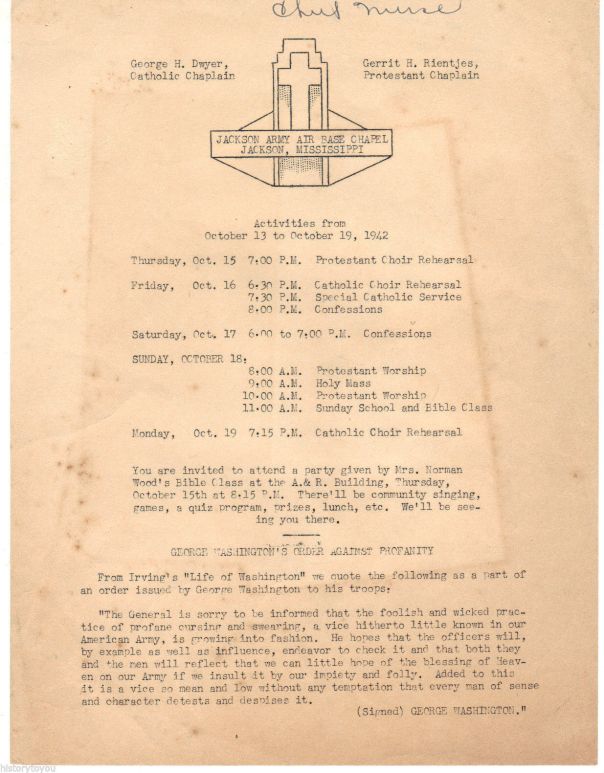 Chief Nurse
George H. Dwyer,
Catholic Chaplain
Gerrit H. Rientjes,
Protestant Chaplain
JACKSON ARMY AIR BASE CHAPEL
JACKSON, MISSISSIPPI
Activities from
October 13 to October 19, 1942
Thursday, Oct. 15 7:00 P.M. Protestant Choir Rehearsal
Friday, Oct. 16 6:30 P.M. Catholic Choir Rehearsal
7:30 P.M. Special Catholic Service
8:00 P.M. Confessions
Saturday, Oct. 17 6:00 to 7:00 P.M. Confessions
SUNDAY, OCTOBER 18:
8:00 A.M. Protestant Worship
9:00 A.M. Holy Mass
10:00 A.M. Protestant Worship
11:00 A.M. Sunday School and Bible Class
Monday, Oct. 19 7:15 P.M. Catholic Choir Rehearsal
You are invited to attend a party given by Mrs. Norman
Wood's Bible Class at the A.& R. Building, Thursday,
October 15th at 8:15 P.M. There'll be community singing,
games, a quiz program, prizes, lunch, etc. We'll be see-
ing you there.
GEORGE WASHINGTON'S ORDER AGAINST PROFANITY
From Irving's "Life of Washington" we quote the following as a part of
an order issued by George Washington to his troops:
"The General is sorry to be informed that the foolish and wicked prac-
tice of profane cursing and swearing, a vice hitherto little known in our
American Army, is growing into fashion. He hopes that the officers will,
by example as well as influence, endeavor to check it and that both they
and the men will reflect that we can little hope of the blessing of Heav-
en on our Army if we insult it by our impiety and folly. Added to this
it is a vice so mean and low without any temptation that every man of sense
and character detests and despises it.
(Signed) GEORGE WASHINGTON."
historytoyou